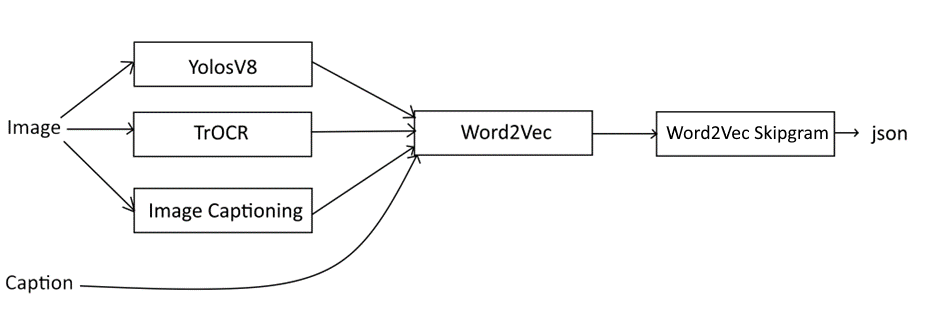 YolosV8
Image
TrOCR
Word2Vec
Word2Vec Skipgram
json
Image Captioning
Caption